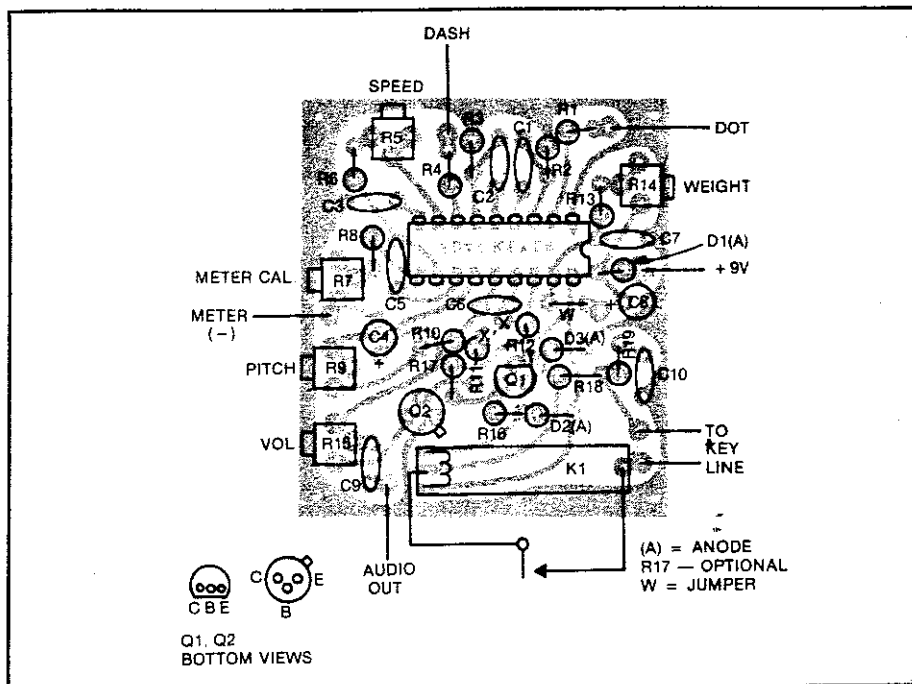 DASH
SPEED
R5
R3
C1
R1
DOT
R4
C2
R2
R6
C3
R13
R14
WEIGHT
R8
C7
D1(A)
+ 9V
METER CAL
R7
C5
C6
W
+
C8
METER
(−)
C4
+
R10
Y
X
R12
D3(A)
R19
PITCH
R9
R17
R11
Q1
R18
C10
Q2
R16
D2(A)
VOL
R15
C9
K1
TO
KEY
LINE
AUDIO
OUT
(A) = ANODE
R17 — OPTIONAL
W = JUMPER
C B E
C
E
B
Q1, Q2
BOTTOM VIEWS